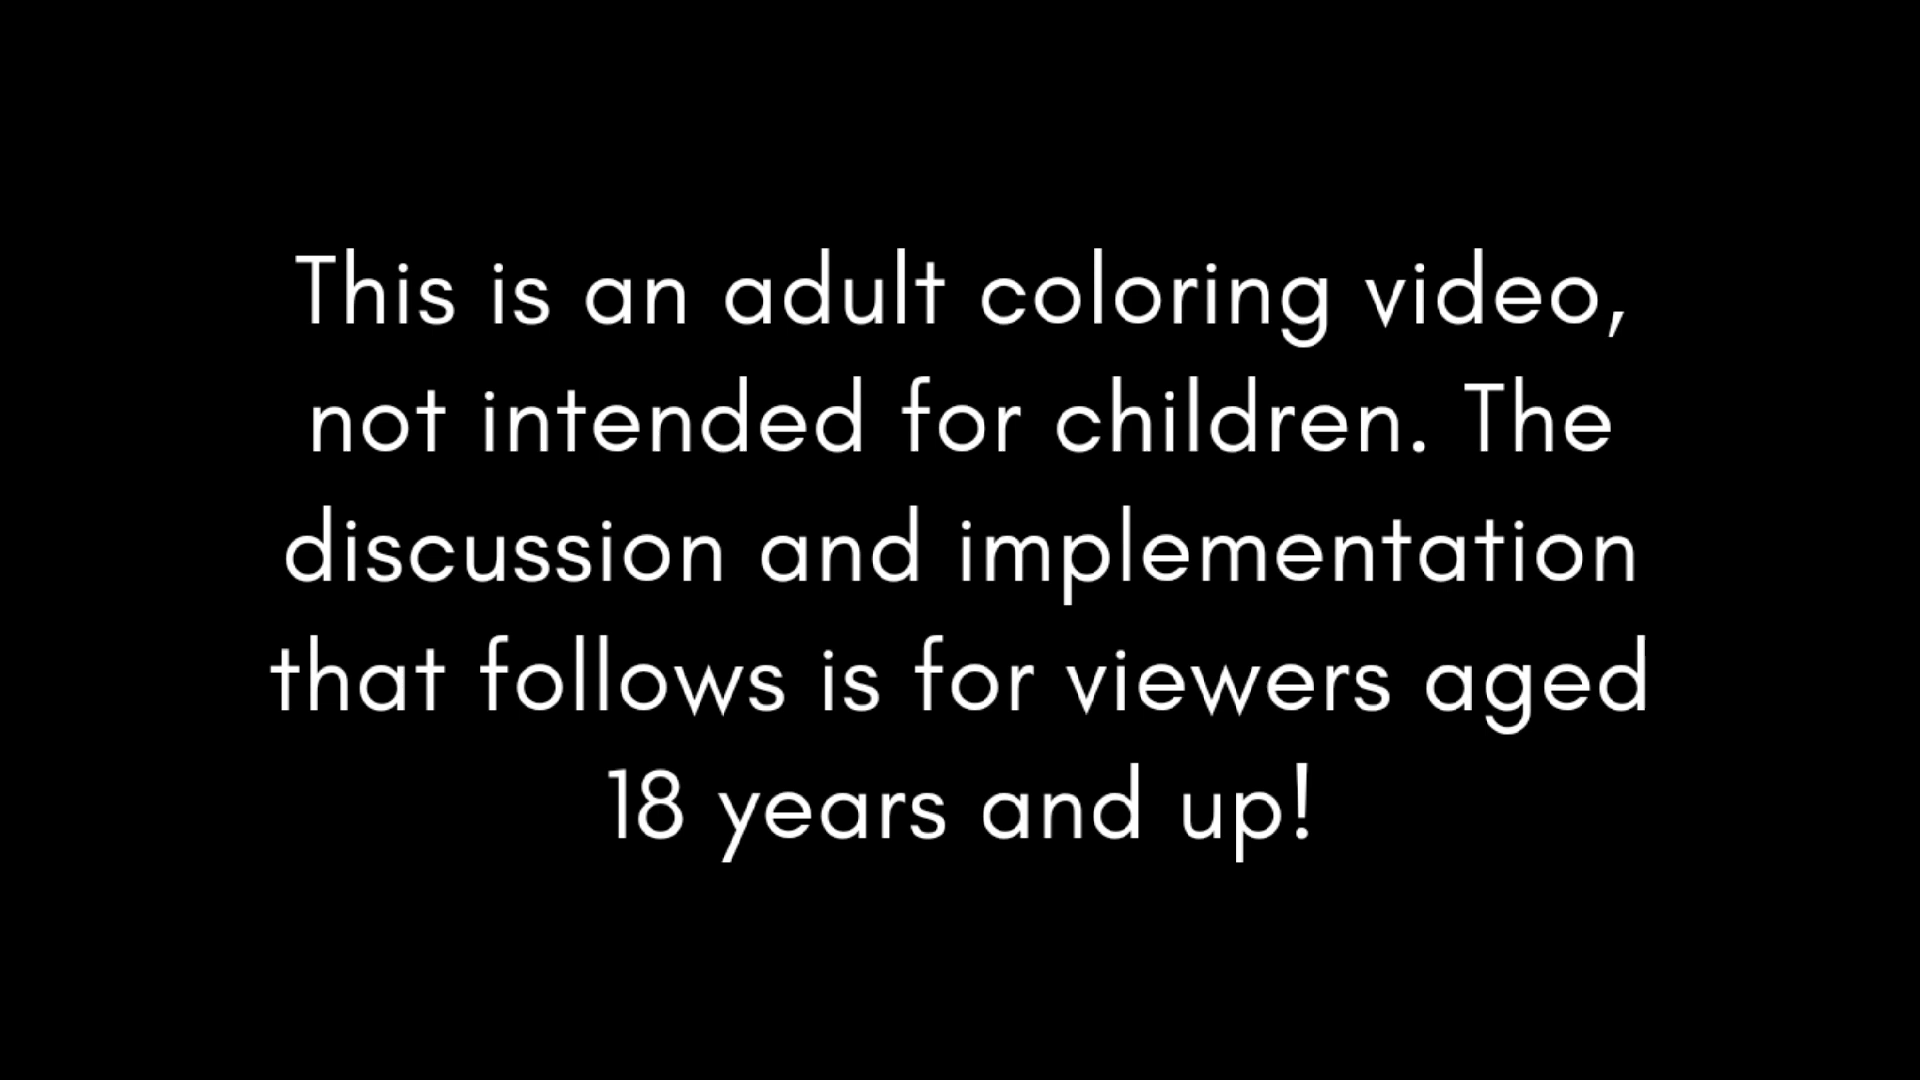 This is an adult coloring video,
not intended for children. The
discussion and implementation
that follows is for viewers aged
18 years and up!